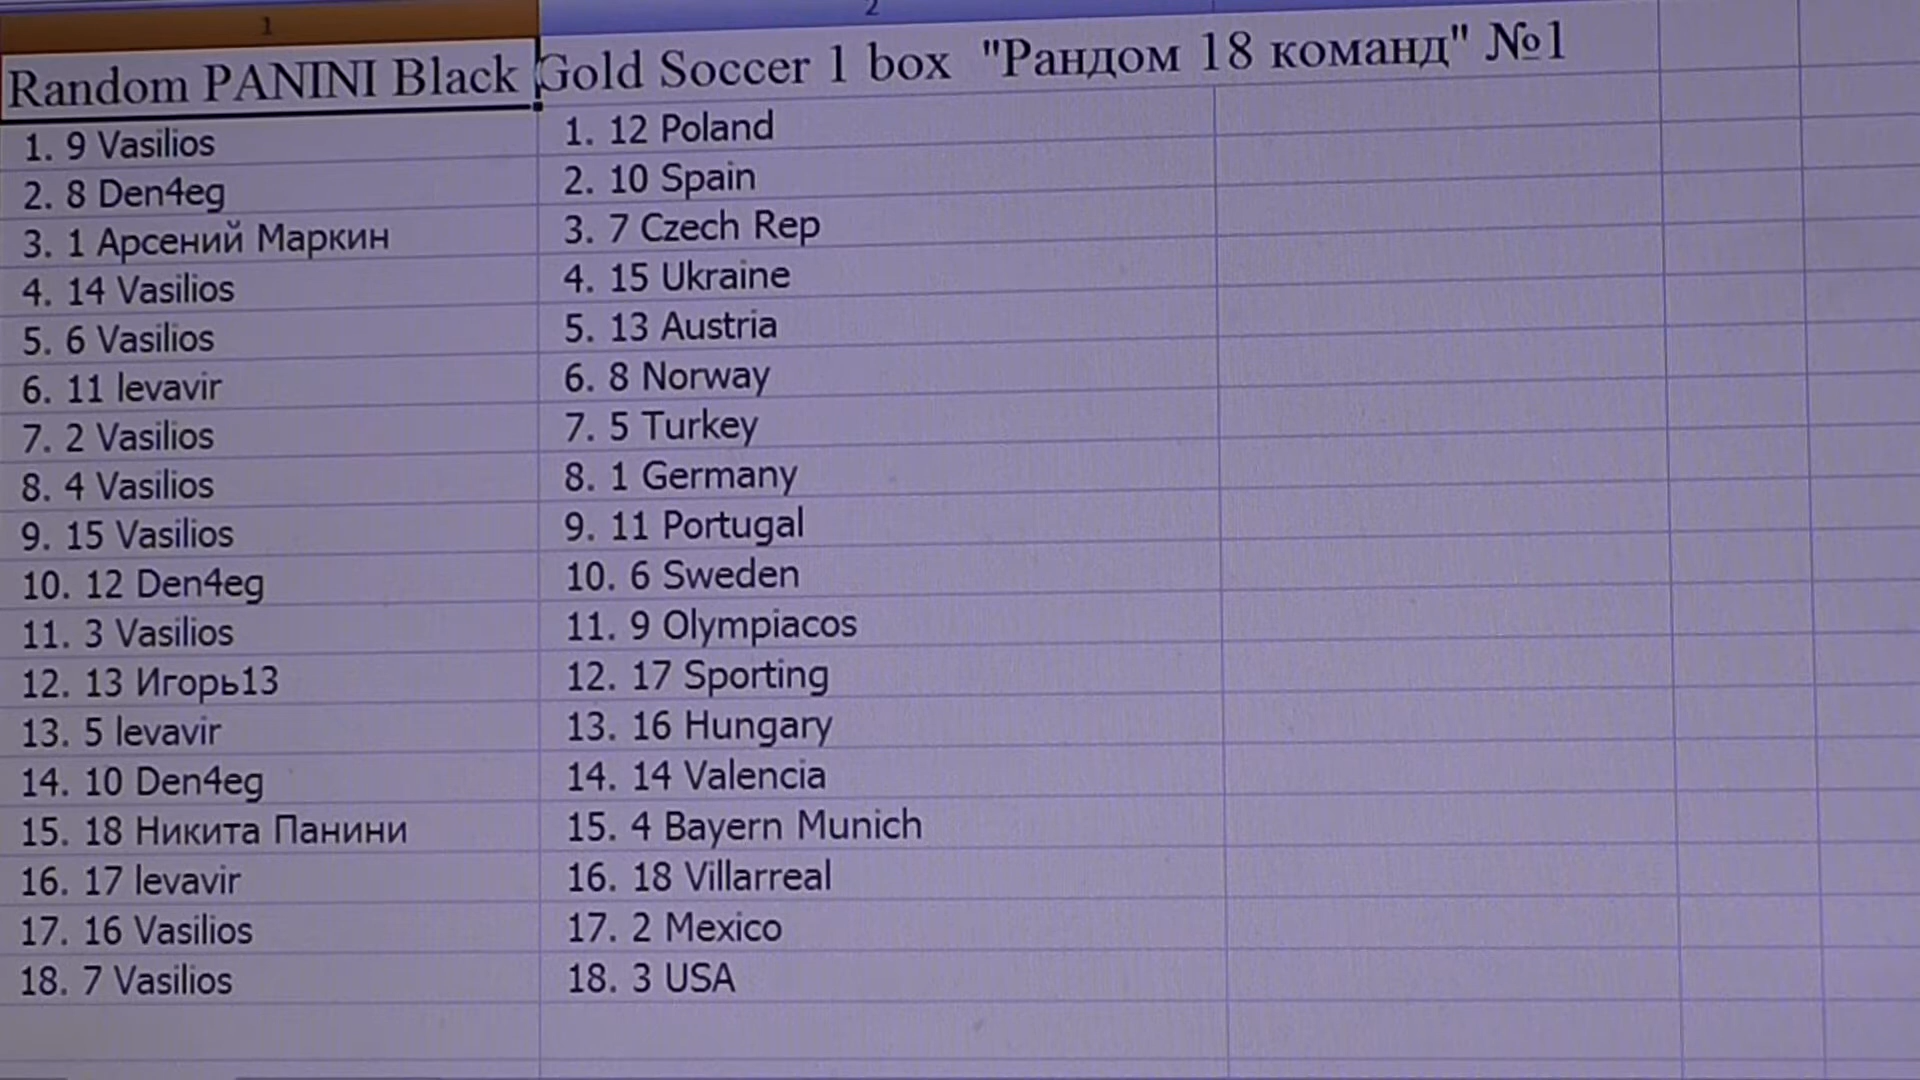 1 2
Random PANINI Black Gold Soccer 1 box "Рандом 18 команд" №1
1. 9 Vasilios 1. 12 Poland
2. 8 Den4eg 2. 10 Spain
3. 1 Арсений Маркин 3. 7 Czech Rep
4. 14 Vasilios 4. 15 Ukraine
5. 6 Vasilios 5. 13 Austria
6. 11 levavir 6. 8 Norway
7. 2 Vasilios 7. 5 Turkey
8. 4 Vasilios 8. 1 Germany
9. 15 Vasilios 9. 11 Portugal
10. 12 Den4eg 10. 6 Sweden
11. 3 Vasilios 11. 9 Olympiacos
12. 13 Игорь13 12. 17 Sporting
13. 5 levavir 13. 16 Hungary
14. 10 Den4eg 14. 14 Valencia
15. 18 Никита Панини 15. 4 Bayern Munich
16. 17 levavir 16. 18 Villarreal
17. 16 Vasilios 17. 2 Mexico
18. 7 Vasilios 18. 3 USA